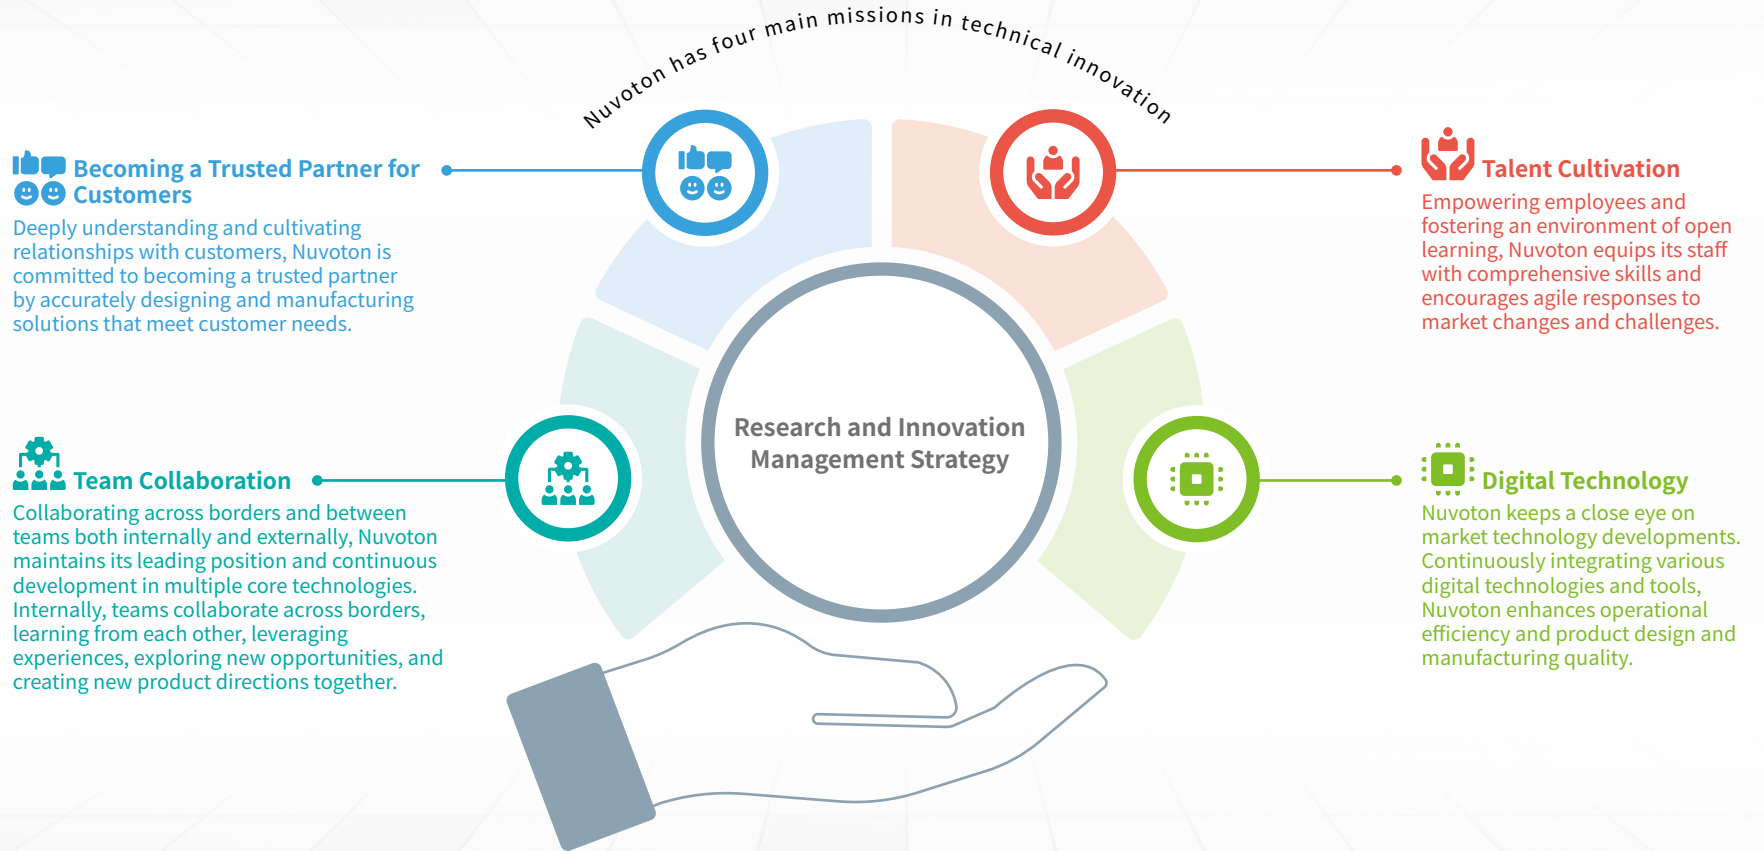 Nuvoton has four main missions in technical innovation
Becoming a Trusted Partner for
Customers
Deeply understanding and cultivating
relationships with customers, Nuvoton is
committed to becoming a trusted partner
by accurately designing and manufacturing
solutions that meet customer needs.
Talent Cultivation
Empowering employees and
fostering an environment of open
learning, Nuvoton equips its staff
with comprehensive skills and
encourages agile responses to
market changes and challenges.
Research and Innovation
Management Strategy
Team Collaboration
Collaborating across borders and between
teams both internally and externally, Nuvoton
maintains its leading position and continuous
development in multiple core technologies.
Internally, teams collaborate across borders,
learning from each other, leveraging
experiences, exploring new opportunities, and
creating new product directions together.
Digital Technology
Nuvoton keeps a close eye on
market technology developments.
Continuously integrating various
digital technologies and tools,
Nuvoton enhances operational
efficiency and product design and
manufacturing quality.